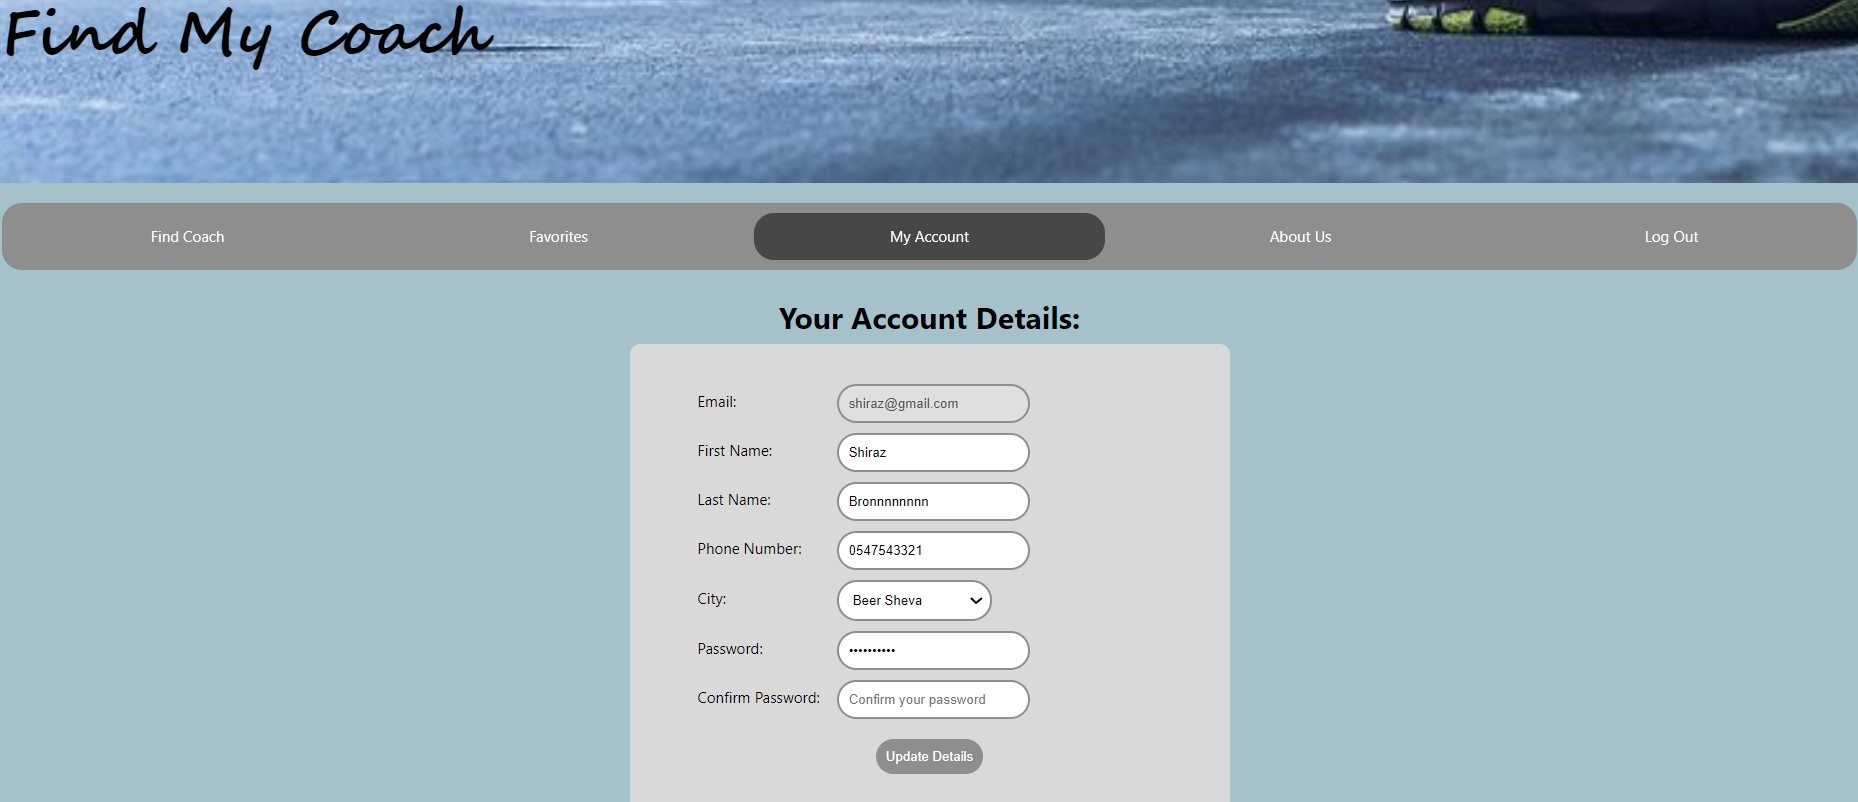 Find My Coach
Find Coach Favorites My Account About Us Log Out
Your Account Details:
Email: shiraz@gmail.com
First Name: Shiraz
Last Name: Bronnnnnnnn
Phone Number: 0547543321
City: Beer Sheva
Password: ••••••••••
Confirm Password: Confirm your password
Update Details